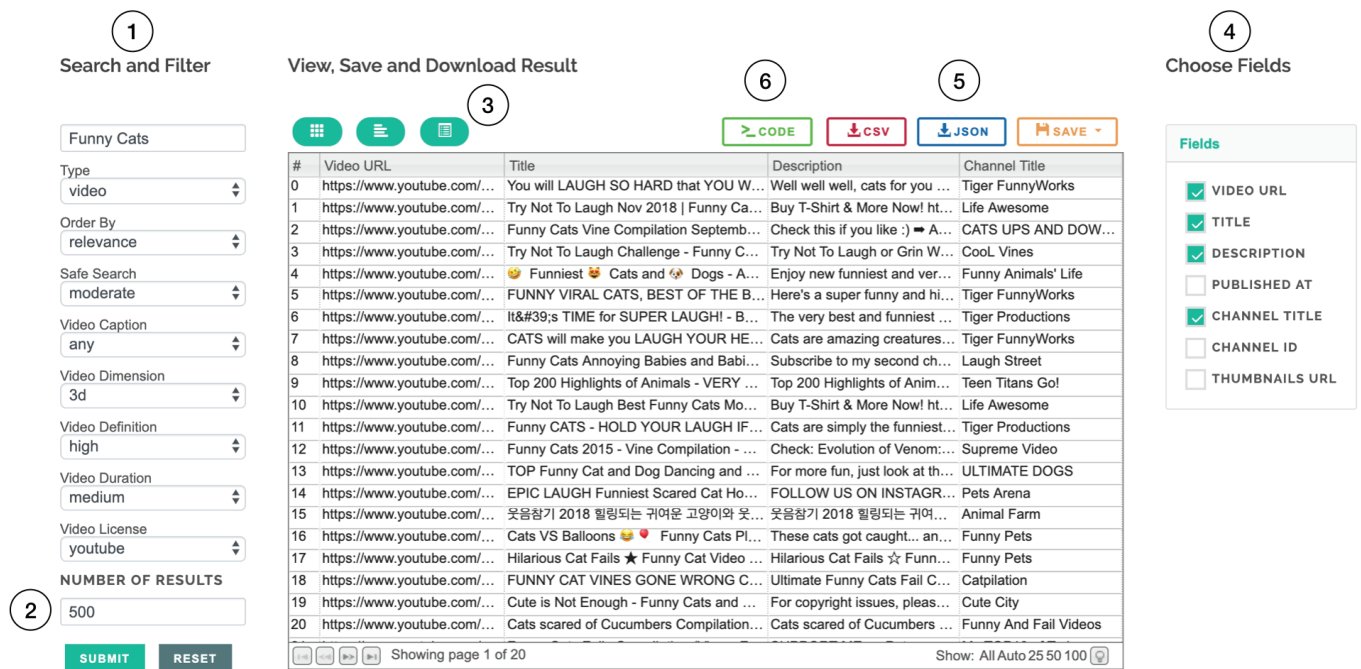 1
Search and Filter
Funny Cats
Type
video
Order By
relevance
Safe Search
moderate
Video Caption
any
Video Dimension
3d
Video Definition
high
Video Duration
medium
Video License
youtube
NUMBER OF RESULTS
2
500
SUBMIT RESET
View, Save and Download Result
3
6
5
>_CODE CSV JSON SAVE
# Video URL Title Description Channel Title
0 https://www.youtube.com/... You will LAUGH SO HARD that YOU W... Well well well, cats for you ... Tiger FunnyWorks
1 https://www.youtube.com/... Try Not To Laugh Nov 2018 | Funny Ca... Buy T-Shirt & More Now! ht... Life Awesome
2 https://www.youtube.com/... Funny Cats Vine Compilation Septemb... Check this if you like :) ➡ A... CATS UPS AND DOW...
3 https://www.youtube.com/... Try Not To Laugh Challenge - Funny C... Try Not To Laugh or Grin W... CooL Vines
4 https://www.youtube.com/... 🤣 Funniest 😻 Cats and 🐶 Dogs - A... Enjoy new funniest and ver... Funny Animals' Life
5 https://www.youtube.com/... FUNNY VIRAL CATS, BEST OF THE B... Here's a super funny and hi... Tiger FunnyWorks
6 https://www.youtube.com/... It&#39;s TIME for SUPER LAUGH! - B... The very best and funniest ... Tiger Productions
7 https://www.youtube.com/... CATS will make you LAUGH YOUR HE... Cats are amazing creatures... Tiger FunnyWorks
8 https://www.youtube.com/... Funny Cats Annoying Babies and Babi... Subscribe to my second ch... Laugh Street
9 https://www.youtube.com/... Top 200 Highlights of Animals - VERY ... Top 200 Highlights of Anim... Teen Titans Go!
10 https://www.youtube.com/... Try Not To Laugh Best Funny Cats Mo... Buy T-Shirt & More Now! ht... Life Awesome
11 https://www.youtube.com/... Funny CATS - HOLD YOUR LAUGH IF... Cats are simply the funniest... Tiger Productions
12 https://www.youtube.com/... Funny Cats 2015 - Vine Compilation - ... Check: Evolution of Venom:... Supreme Video
13 https://www.youtube.com/... TOP Funny Cat and Dog Dancing and ... For more fun, just look at th... ULTIMATE DOGS
14 https://www.youtube.com/... EPIC LAUGH Funniest Scared Cat Ho... FOLLOW US ON INSTAGR... Pets Arena
15 https://www.youtube.com/... 웃음참기 2018 힐링되는 귀여운 고양이와 웃... 웃음참기 2018 힐링되는 귀여... Animal Farm
16 https://www.youtube.com/... Cats VS Balloons 😂🎈 Funny Cats Pl... These cats got caught... an... Funny Pets
17 https://www.youtube.com/... Hilarious Cat Fails ★ Funny Cat Video ... Hilarious Cat Fails ☆ Funn... Funny Pets
18 https://www.youtube.com/... FUNNY CAT VINES GONE WRONG C... Ultimate Funny Cats Fail C... Catpilation
19 https://www.youtube.com/... Cute is Not Enough - Funny Cats and ... For copyright issues, pleas... Cute City
20 https://www.youtube.com/... Cats scared of Cucumbers Compilation... Cats scared of Cucumbers ... Funny And Fail Videos
Showing page 1 of 20 Show: All Auto 25 50 100
4
Choose Fields
Fields
VIDEO URL
TITLE
DESCRIPTION
PUBLISHED AT
CHANNEL TITLE
CHANNEL ID
THUMBNAILS URL